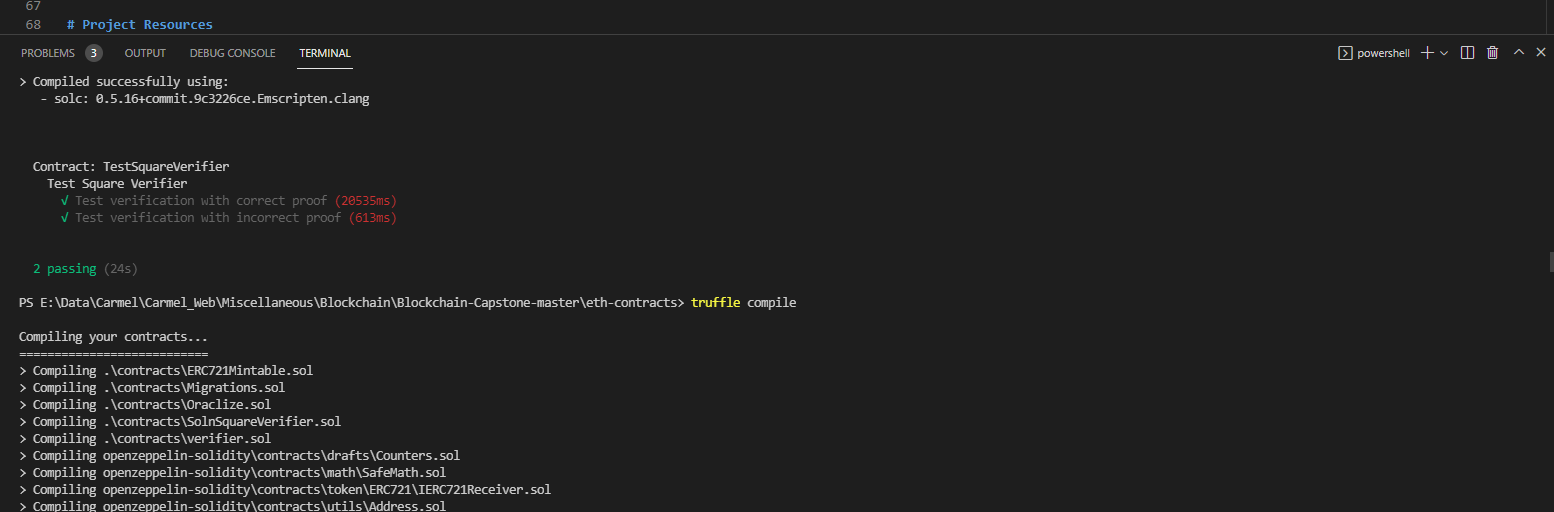 67
68 # Project Resources
PROBLEMS 3 OUTPUT DEBUG CONSOLE TERMINAL powershell
> Compiled successfully using:
- solc: 0.5.16+commit.9c3226ce.Emscripten.clang
Contract: TestSquareVerifier
Test Square Verifier
√ Test verification with correct proof (20535ms)
√ Test verification with incorrect proof (613ms)
2 passing (24s)
PS E:\Data\Carmel\Carmel_Web\Miscellaneous\Blockchain\Blockchain-Capstone-master\eth-contracts> truffle compile
Compiling your contracts...
===========================
> Compiling .\contracts\ERC721Mintable.sol
> Compiling .\contracts\Migrations.sol
> Compiling .\contracts\Oraclize.sol
> Compiling .\contracts\SolnSquareVerifier.sol
> Compiling .\contracts\verifier.sol
> Compiling openzeppelin-solidity\contracts\drafts\Counters.sol
> Compiling openzeppelin-solidity\contracts\math\SafeMath.sol
> Compiling openzeppelin-solidity\contracts\token\ERC721\IERC721Receiver.sol
> Compiling openzeppelin-solidity\contracts\utils\Address.sol